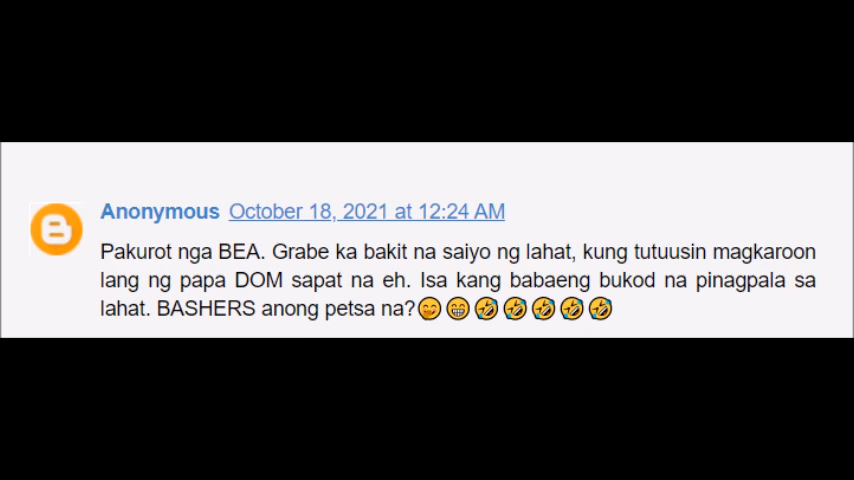 Anonymous October 18, 2021 at 12:24 AM
Pakurot nga BEA. Grabe ka bakit na saiyo ng lahat, kung tutuusin magkaroon
lang ng papa DOM sapat na eh. Isa kang babaeng bukod na pinagpala sa
lahat. BASHERS anong petsa na?🤭😁🤣🤣🤣🤣🤣